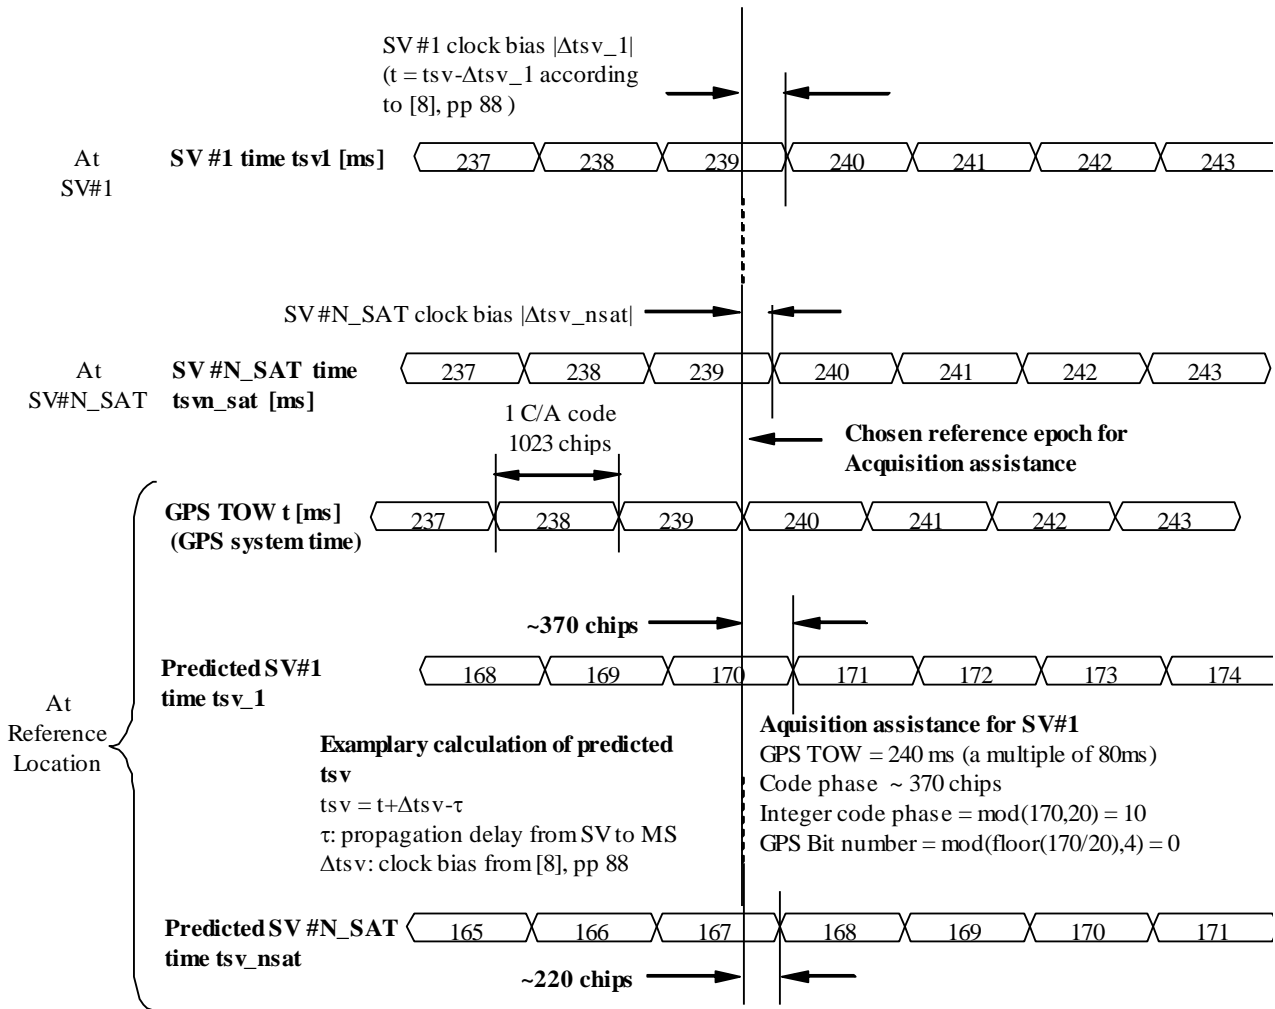 SV #1 clock bias |Δtsv_1|
(t = tsv-Δtsv_1 according
to [8], pp 88 )
At
SV#1
SV #1 time tsv1 [ms]
237 238 239 240 241 242 243
SV #N_SAT clock bias |Δtsv_nsat|
At
SV#N_SAT
SV #N_SAT time
tsvn_sat [ms]
237 238 239 240 241 242 243
1 C/A code
1023 chips
Chosen reference epoch for
Acquisition assistance
GPS TOW t [ms]
(GPS system time)
237 238 239 240 241 242 243
~370 chips
Predicted SV#1
time tsv_1
168 169 170 171 172 173 174
At
Reference
Location
Examplary calculation of predicted
tsv
tsv = t+Δtsv-τ
τ: propagation delay from SV to MS
Δtsv: clock bias from [8], pp 88
Aquisition assistance for SV#1
GPS TOW = 240 ms (a multiple of 80ms)
Code phase ~ 370 chips
Integer code phase = mod(170,20) = 10
GPS Bit number = mod(floor(170/20),4) = 0
Predicted SV #N_SAT
time tsv_nsat
165 166 167 168 169 170 171
~220 chips